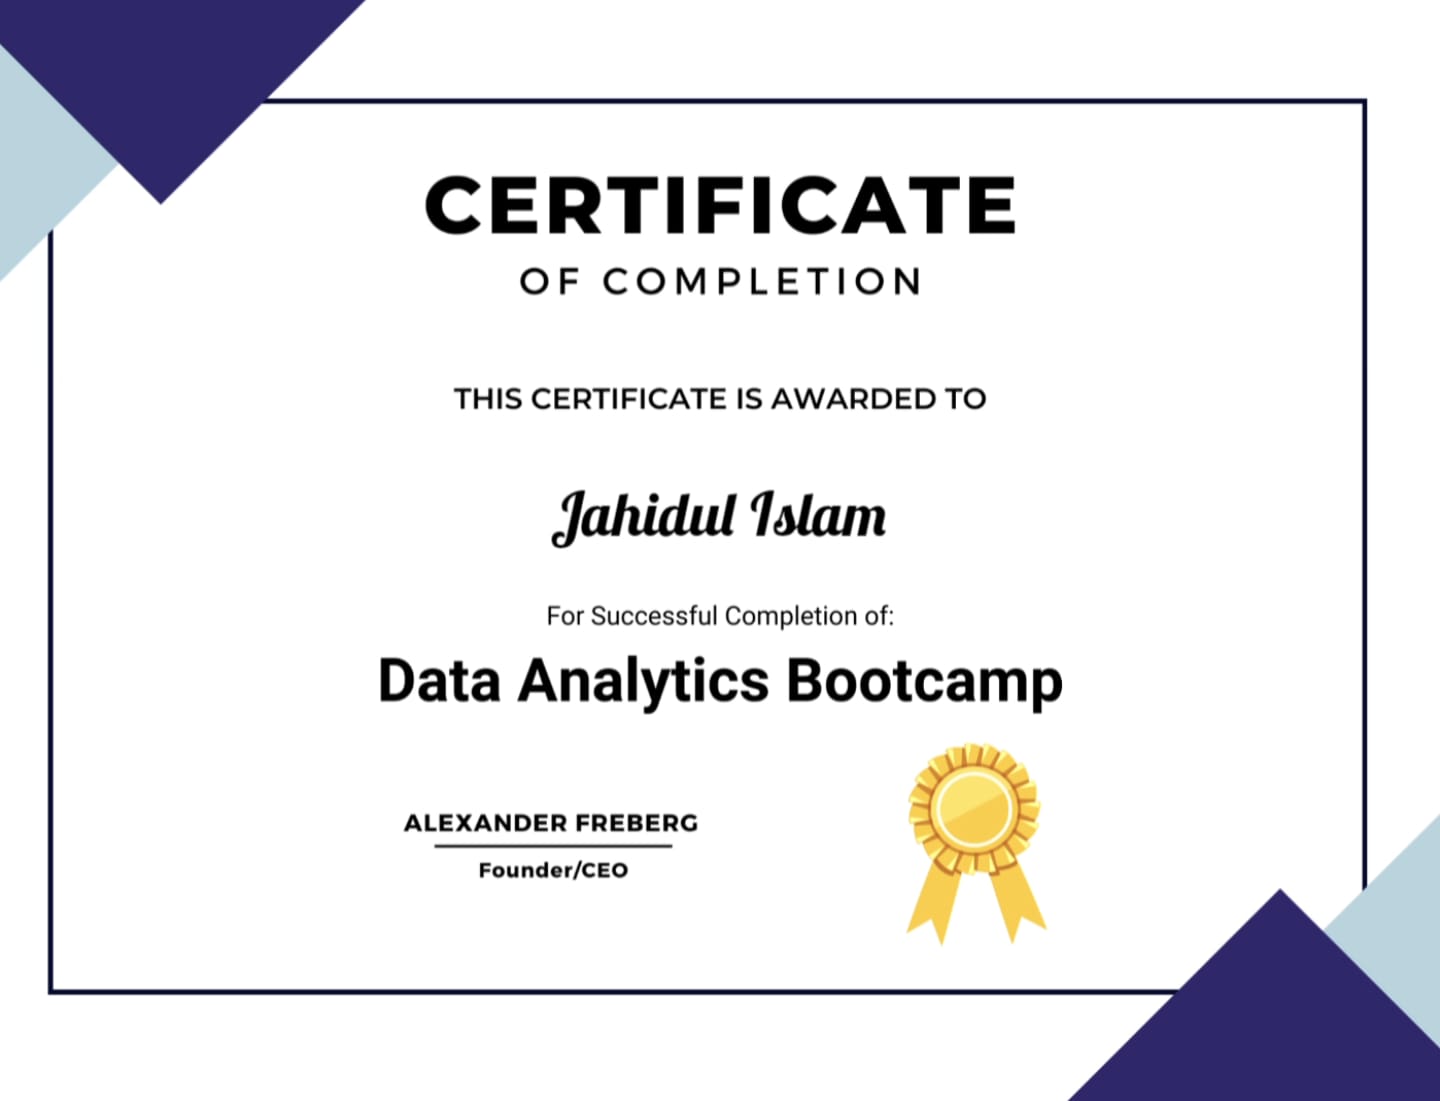 CERTIFICATE
OF COMPLETION
THIS CERTIFICATE IS AWARDED TO
Jahidul Islam
For Successful Completion of:
Data Analytics Bootcamp
ALEXANDER FREBERG
Founder/CEO